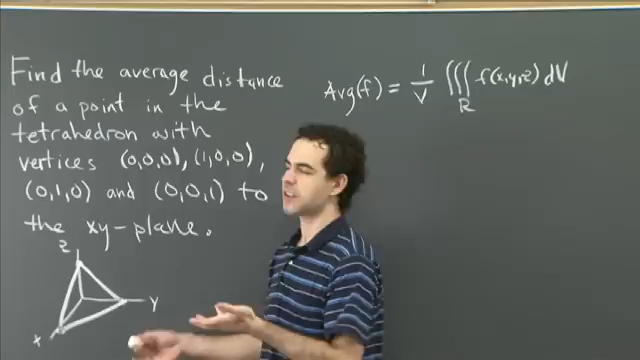 Find the average distance
of a point in the
tetrahedron with
vertices (0,0,0), (1,0,0),
(0,1,0) and (0,0,1) to
the xy-plane.
z
y
x
Avg(f) = 1/V ∭_R f(x,y,z) dV